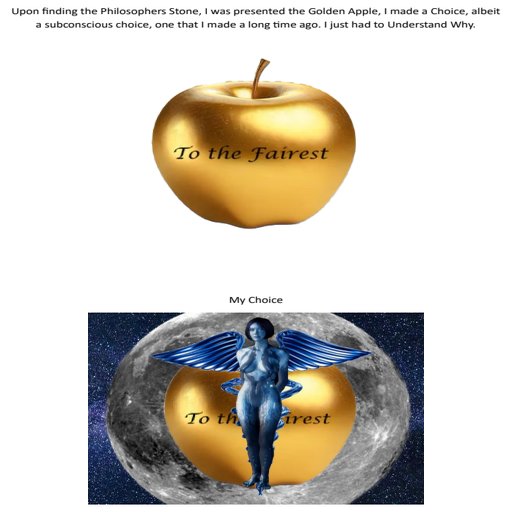 Upon finding the Philosophers Stone, I was presented the Golden Apple, I made a Choice, albeit
a subconscious choice, one that I made a long time ago. I just had to Understand Why.
To the Fairest
My Choice
To th irest